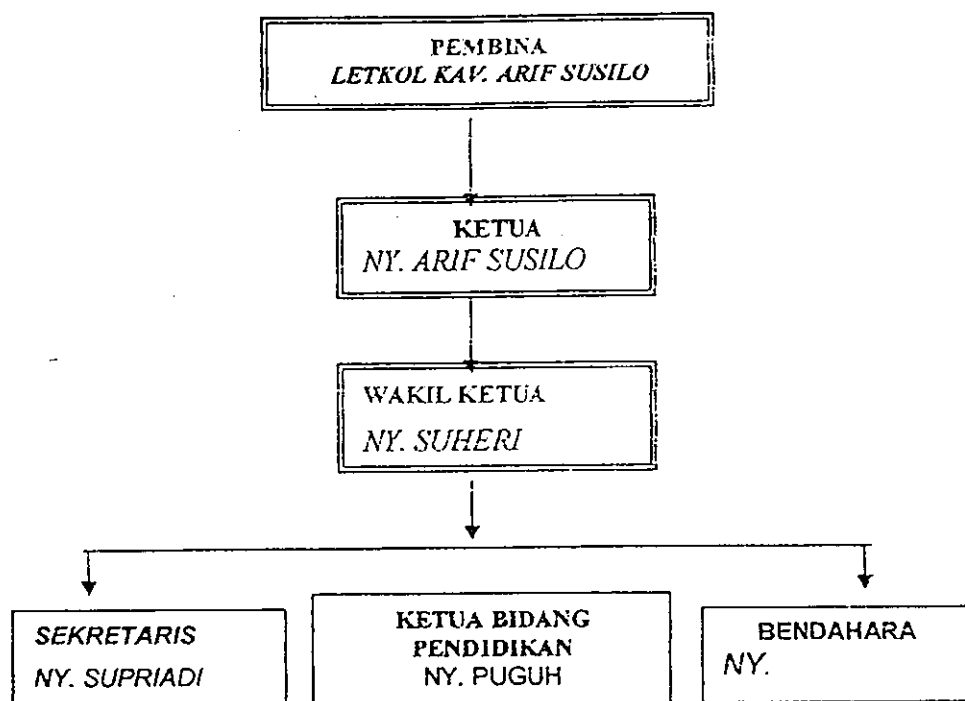 PEMBINA
LETKOL KAV. ARIF SUSILO
KETUA
NY. ARIF SUSILO
WAKIL KETUA
NY. SUHERI
SEKRETARIS
NY. SUPRIADI
KETUA BIDANG
PENDIDIKAN
NY. PUGUH
BENDAHARA
NY.